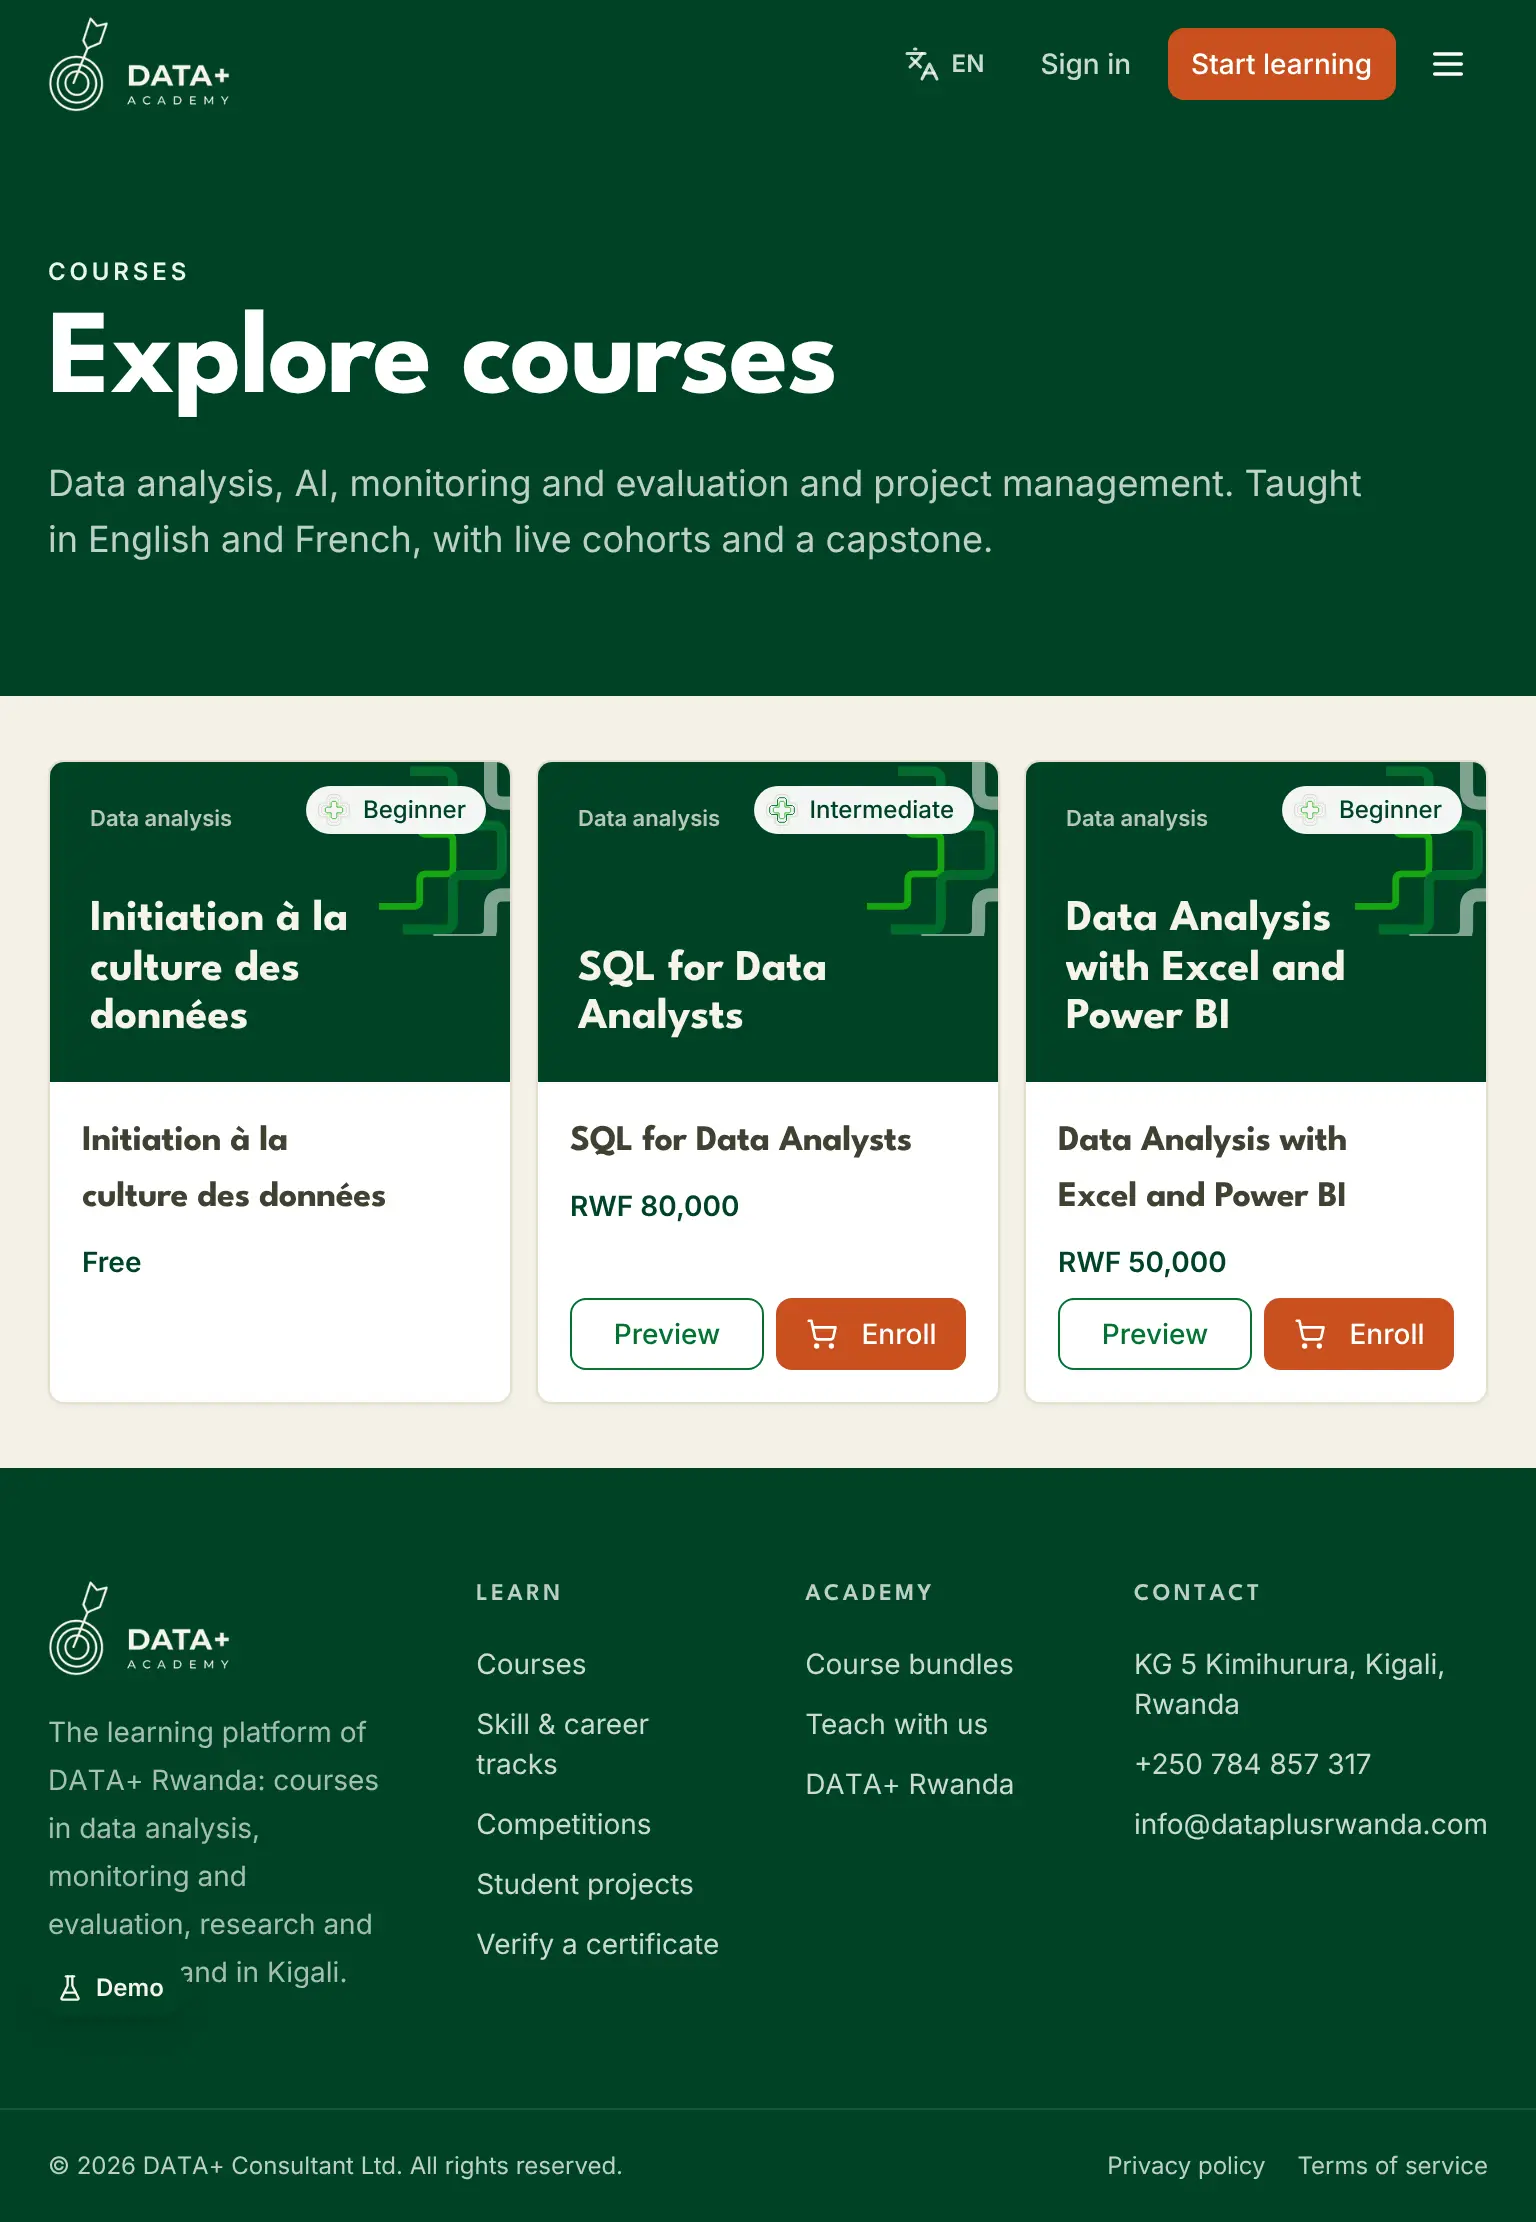 DATA+
ACADEMY
EN
Sign in
Start learning
COURSES
Explore courses
Data analysis, AI, monitoring and evaluation and project management. Taught
in English and French, with live cohorts and a capstone.
Data analysis
Beginner
Initiation à la
culture des
données
Initiation à la
culture des données
Free
Data analysis
Intermediate
SQL for Data
Analysts
SQL for Data Analysts
RWF 80,000
Preview
Enroll
Data analysis
Beginner
Data Analysis
with Excel and
Power BI
Data Analysis with
Excel and Power BI
RWF 50,000
Preview
Enroll
DATA+
ACADEMY
The learning platform of
DATA+ Rwanda: courses
in data analysis,
monitoring and
evaluation, research and
and in Kigali.
Demo
LEARN
Courses
Skill & career
tracks
Competitions
Student projects
Verify a certificate
ACADEMY
Course bundles
Teach with us
DATA+ Rwanda
CONTACT
KG 5 Kimihurura, Kigali,
Rwanda
+250 784 857 317
info@dataplusrwanda.com
© 2026 DATA+ Consultant Ltd. All rights reserved.
Privacy policy
Terms of service